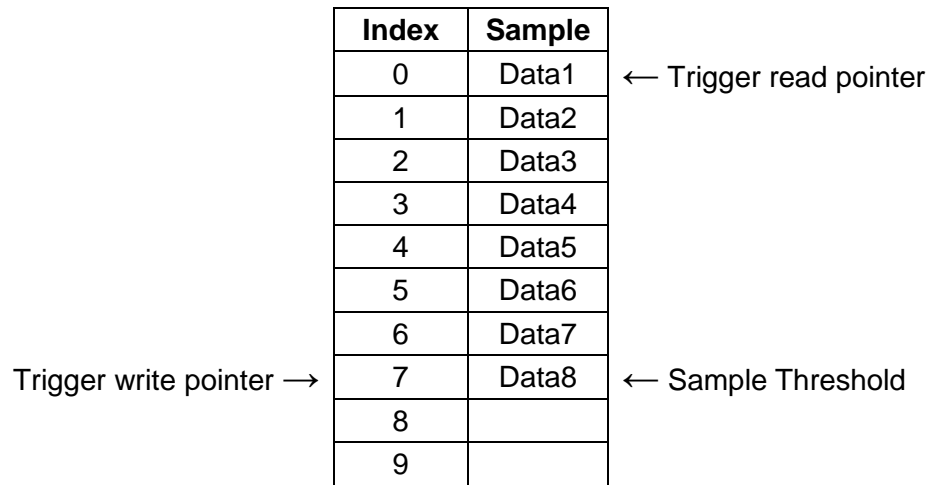 Index Sample
0 Data1 ← Trigger read pointer
1 Data2
2 Data3
3 Data4
4 Data5
5 Data6
6 Data7
Trigger write pointer → 7 Data8 ← Sample Threshold
8
9